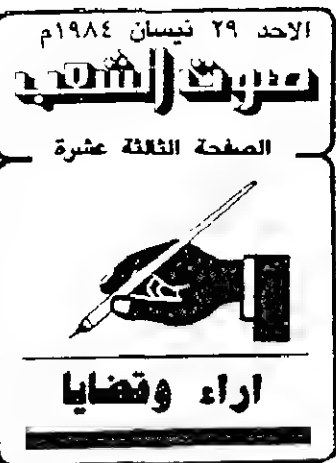 الاحد ٢٩ نيسان ١٩٨٤م
صوت الشعب
الصفحة الثالثة عشرة
اراء وقضايا